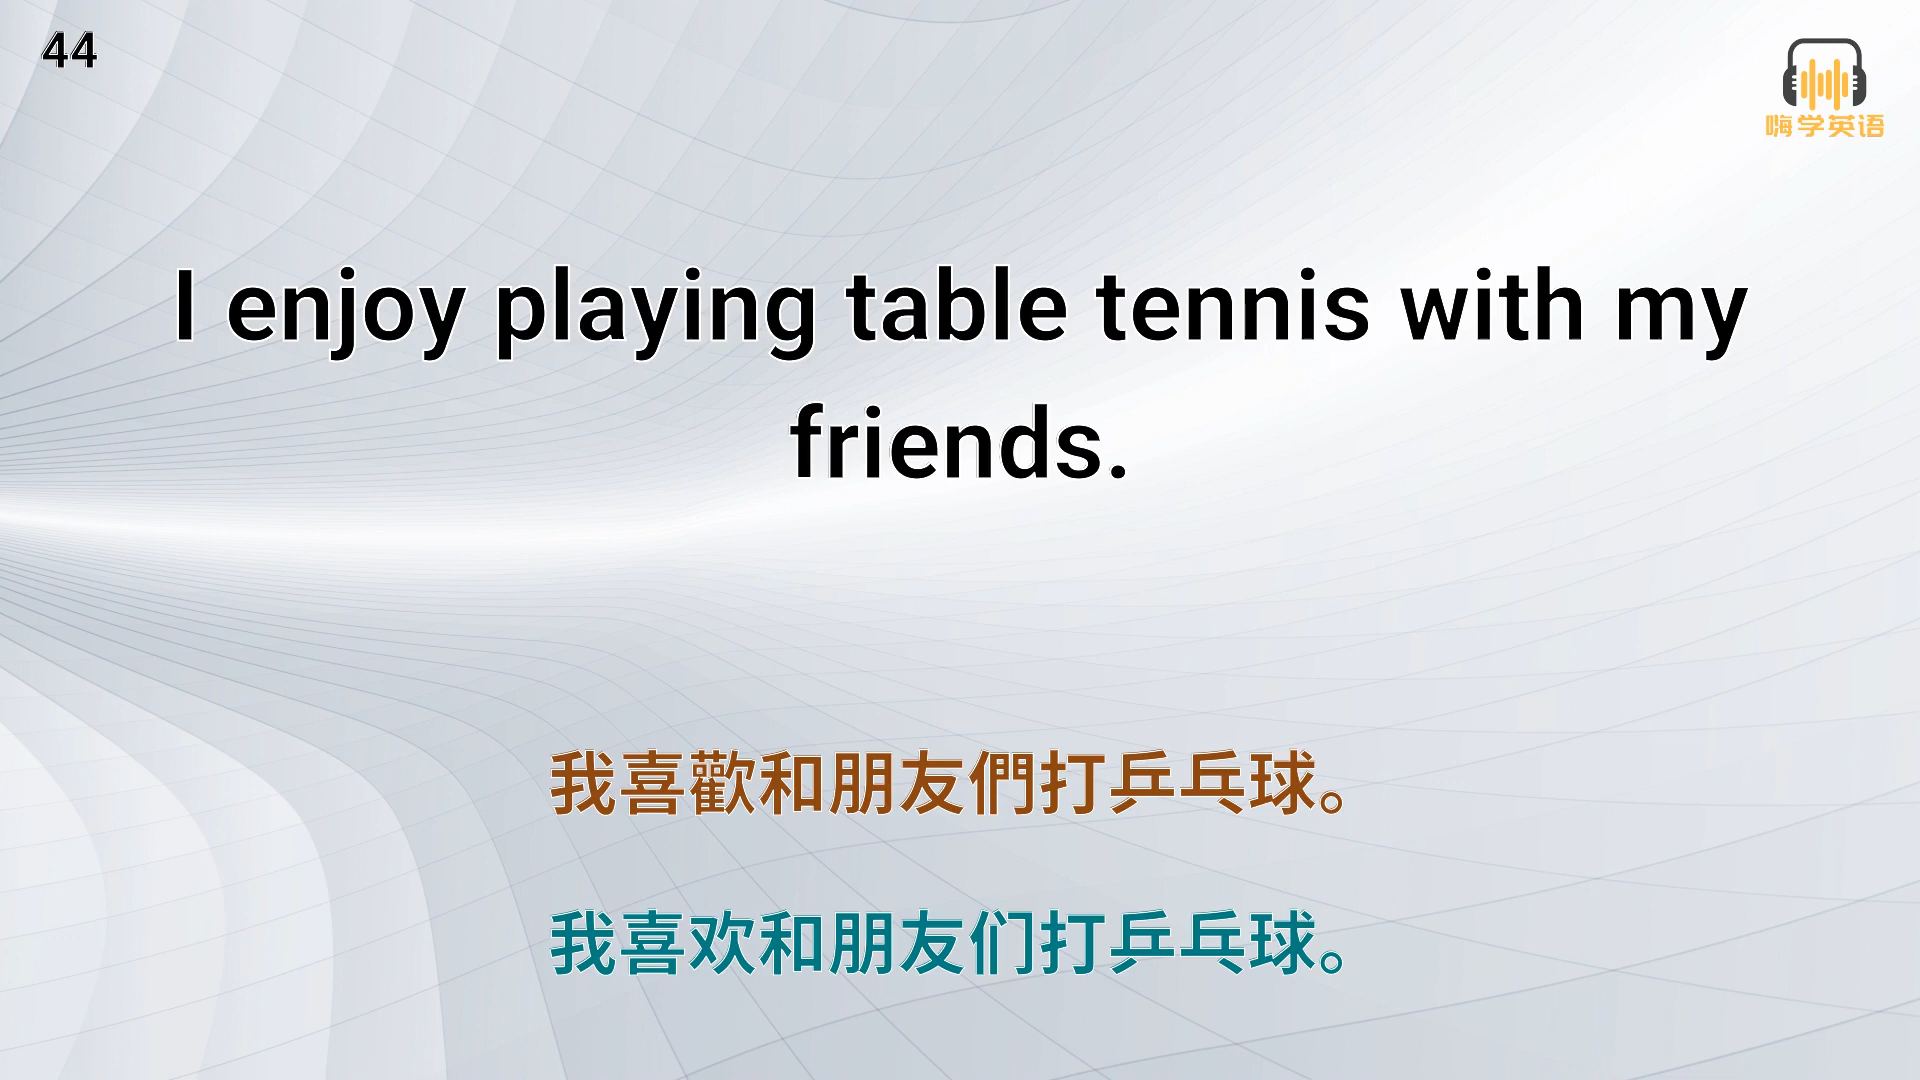 44
嗨学英语
I enjoy playing table tennis with my
friends.
我喜歡和朋友們打乒乓球。
我喜欢和朋友们打乒乓球。